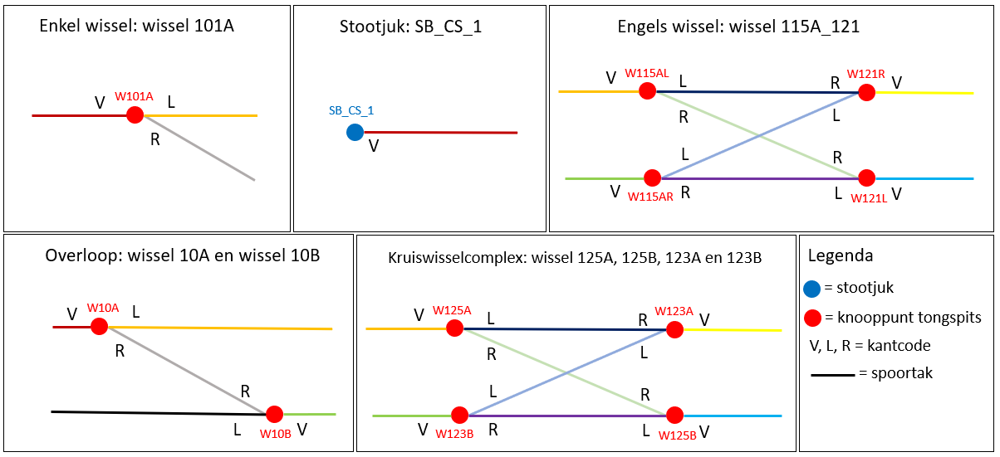 Enkel wissel: wissel 101A
V
W101A
L
R
Stootjuk: SB_CS_1
SB_CS_1
V
Engels wissel: wissel 115A_121
V
W115AL
L
R
W121R
V
R
L
L
R
V
W115AR
R
L
W121L
V
Overloop: wissel 10A en wissel 10B
V
W10A
L
R
R
L
W10B
V
Kruiswisselcomplex: wissel 125A, 125B, 123A en 123B
V
W125A
L
R
W123A
V
R
L
L
R
V
W123B
R
L
W125B
V
Legenda
= stootjuk
= knooppunt tongspits
V, L, R = kantcode
= spoortak